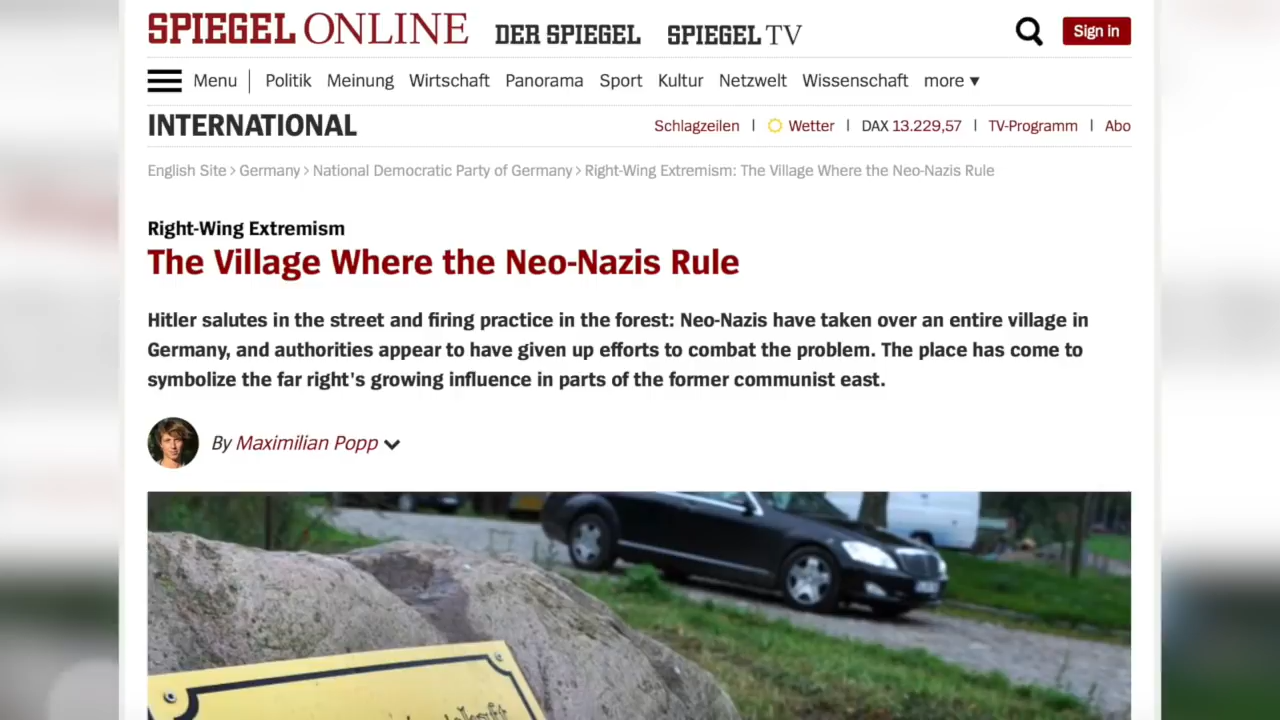 SPIEGEL ONLINE DER SPIEGEL SPIEGEL TV Sign in
Menu Politik Meinung Wirtschaft Panorama Sport Kultur Netzwelt Wissenschaft more ▼
INTERNATIONAL Schlagzeilen | Wetter | DAX 13.229,57 | TV-Programm | Abo
English Site > Germany > National Democratic Party of Germany > Right-Wing Extremism: The Village Where the Neo-Nazis Rule
Right-Wing Extremism
The Village Where the Neo-Nazis Rule
Hitler salutes in the street and firing practice in the forest: Neo-Nazis have taken over an entire village in
Germany, and authorities appear to have given up efforts to combat the problem. The place has come to
symbolize the far right's growing influence in parts of the former communist east.
By Maximilian Popp